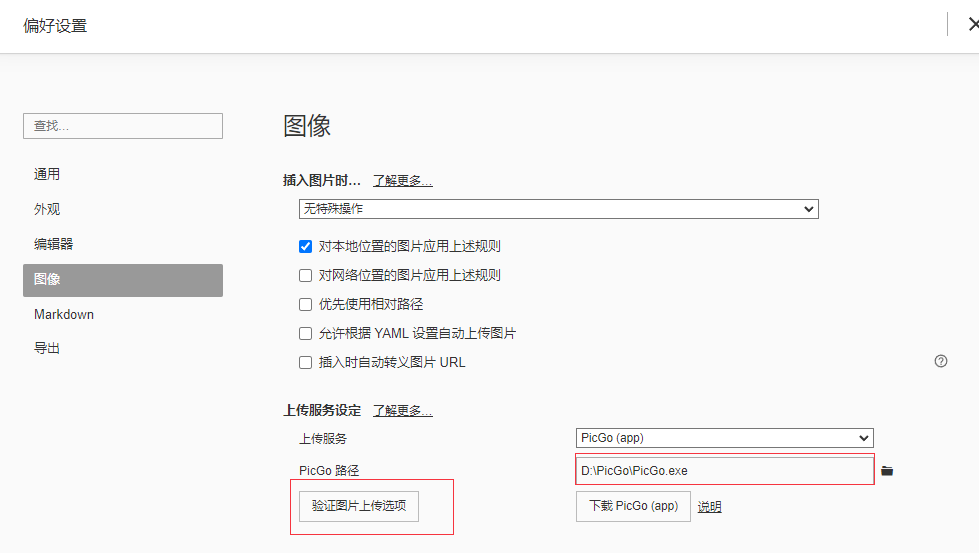 偏好设置
查找...
通用
外观
编辑器
图像
Markdown
导出
图像
插入图片时... 了解更多...
无特殊操作
对本地位置的图片应用上述规则
对网络位置的图片应用上述规则
优先使用相对路径
允许根据 YAML 设置自动上传图片
插入时自动转义图片 URL
上传服务设定 了解更多...
上传服务 PicGo (app)
PicGo 路径 D:\PicGo\PicGo.exe
验证图片上传选项 下载 PicGo (app) 说明